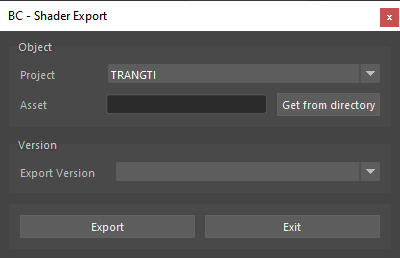 BC - Shader Export
x
Object
Project TRANGTI
Asset Get from directory
Version
Export Version
Export Exit